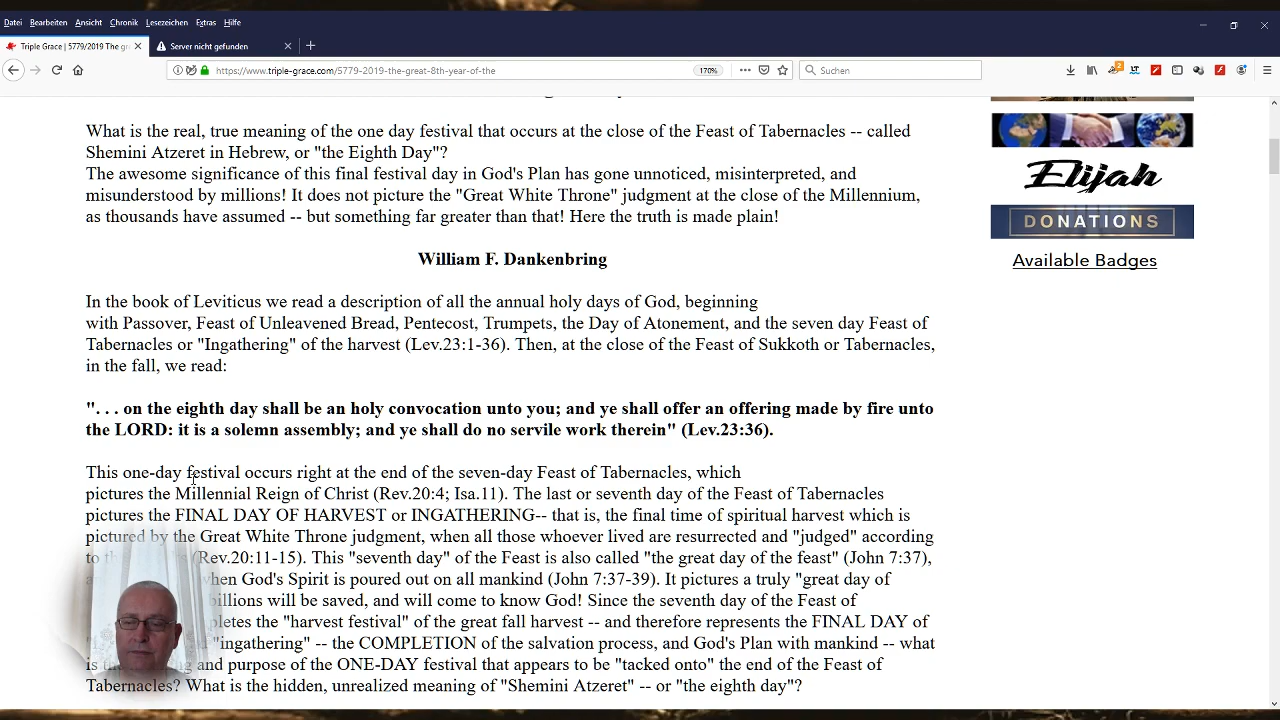 Datei Bearbeiten Ansicht Chronik Lesezeichen Extras Hilfe
Triple Grace | 5779/2019 The gre
Server nicht gefunden
https://www.triple-grace.com/5779-2019-the-great-8th-year-of-the
170%
Suchen
2
What is the real, true meaning of the one day festival that occurs at the close of the Feast of Tabernacles -- called
Shemini Atzeret in Hebrew, or "the Eighth Day"?
The awesome significance of this final festival day in God's Plan has gone unnoticed, misinterpreted, and
misunderstood by millions! It does not picture the "Great White Throne" judgment at the close of the Millennium,
as thousands have assumed -- but something far greater than that! Here the truth is made plain!
William F. Dankenbring
In the book of Leviticus we read a description of all the annual holy days of God, beginning
with Passover, Feast of Unleavened Bread, Pentecost, Trumpets, the Day of Atonement, and the seven day Feast of
Tabernacles or "Ingathering" of the harvest (Lev.23:1-36). Then, at the close of the Feast of Sukkoth or Tabernacles,
in the fall, we read:
". . . on the eighth day shall be an holy convocation unto you; and ye shall offer an offering made by fire unto
the LORD: it is a solemn assembly; and ye shall do no servile work therein" (Lev.23:36).
This one-day festival occurs right at the end of the seven-day Feast of Tabernacles, which
pictures the Millennial Reign of Christ (Rev.20:4; Isa.11). The last or seventh day of the Feast of Tabernacles
pictures the FINAL DAY OF HARVEST or INGATHERING-- that is, the final time of spiritual harvest which is
pictured by the Great White Throne judgment, when all those whoever lived are resurrected and "judged" according
to (Rev.20:11-15). This "seventh day" of the Feast is also called "the great day of the feast" (John 7:37),
when God's Spirit is poured out on all mankind (John 7:37-39). It pictures a truly "great day of
billions will be saved, and will come to know God! Since the seventh day of the Feast of
the "harvest festival" of the great fall harvest -- and therefore represents the FINAL DAY of
"ingathering" -- the COMPLETION of the salvation process, and God's Plan with mankind -- what
is and purpose of the ONE-DAY festival that appears to be "tacked onto" the end of the Feast of
Tabernacles? What is the hidden, unrealized meaning of "Shemini Atzeret" -- or "the eighth day"?
Elijah
DONATIONS
Available Badges